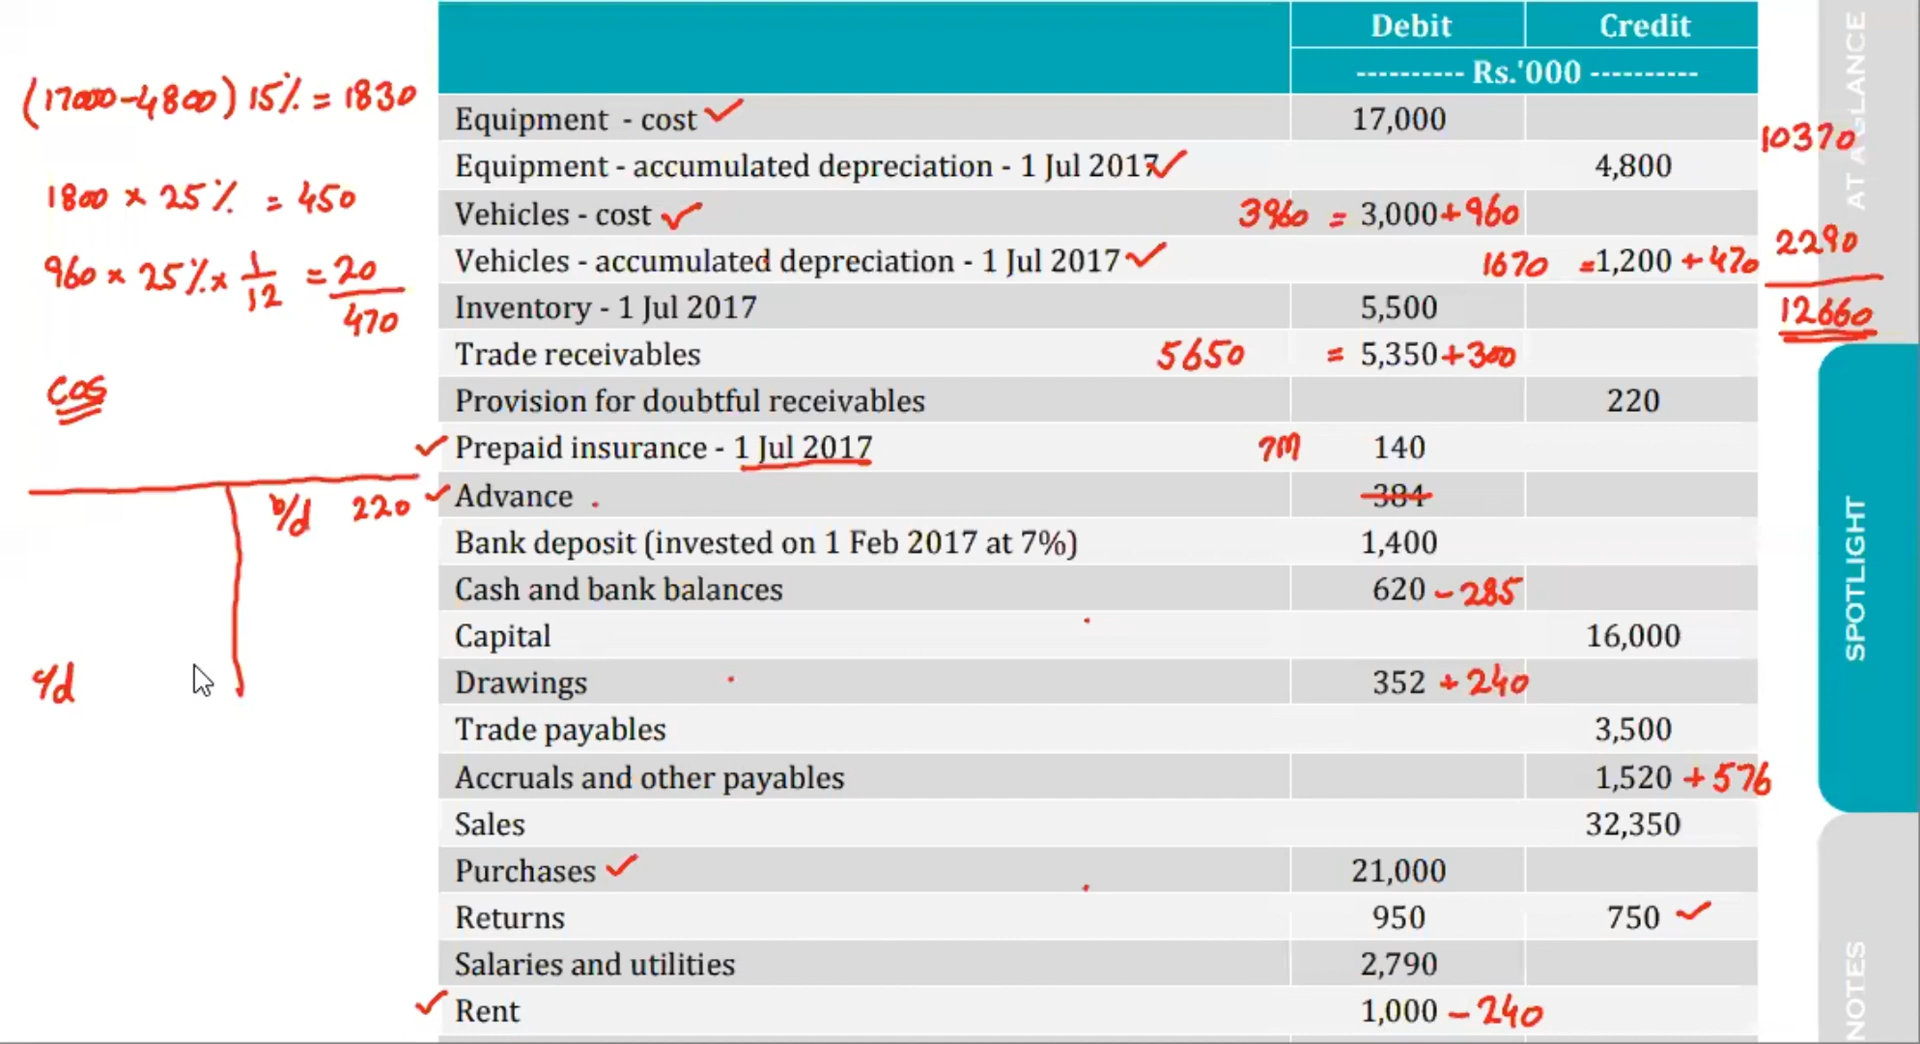 Debit Credit
---------- Rs.'000 ----------
(17000-4800) 15% = 1830
Equipment - cost ✓ 17,000
10370
Equipment - accumulated depreciation - 1 Jul 2017 ✓ 4,800
1800 × 25% = 450
Vehicles - cost ✓ 3960 = 3,000+960
2290
960 × 25% × 1/12 = 20
Vehicles - accumulated depreciation - 1 Jul 2017 ✓ 1670 =1,200 +470
12660
470
Inventory - 1 Jul 2017 5,500
Trade receivables 5650 = 5,350+300
COS
Provision for doubtful receivables 220
✓ Prepaid insurance - 1 Jul 2017 7M 140
b/d 220
✓ Advance . 384
Bank deposit (invested on 1 Feb 2017 at 7%) 1,400
Cash and bank balances 620 -285
Capital 16,000
c/d
Drawings 352 +240
Trade payables 3,500
Accruals and other payables 1,520 +576
Sales 32,350
Purchases ✓ 21,000
Returns 950 750 ✓
Salaries and utilities 2,790
✓ Rent 1,000 -240
AT A GLANCE
SPOTLIGHT
NOTES